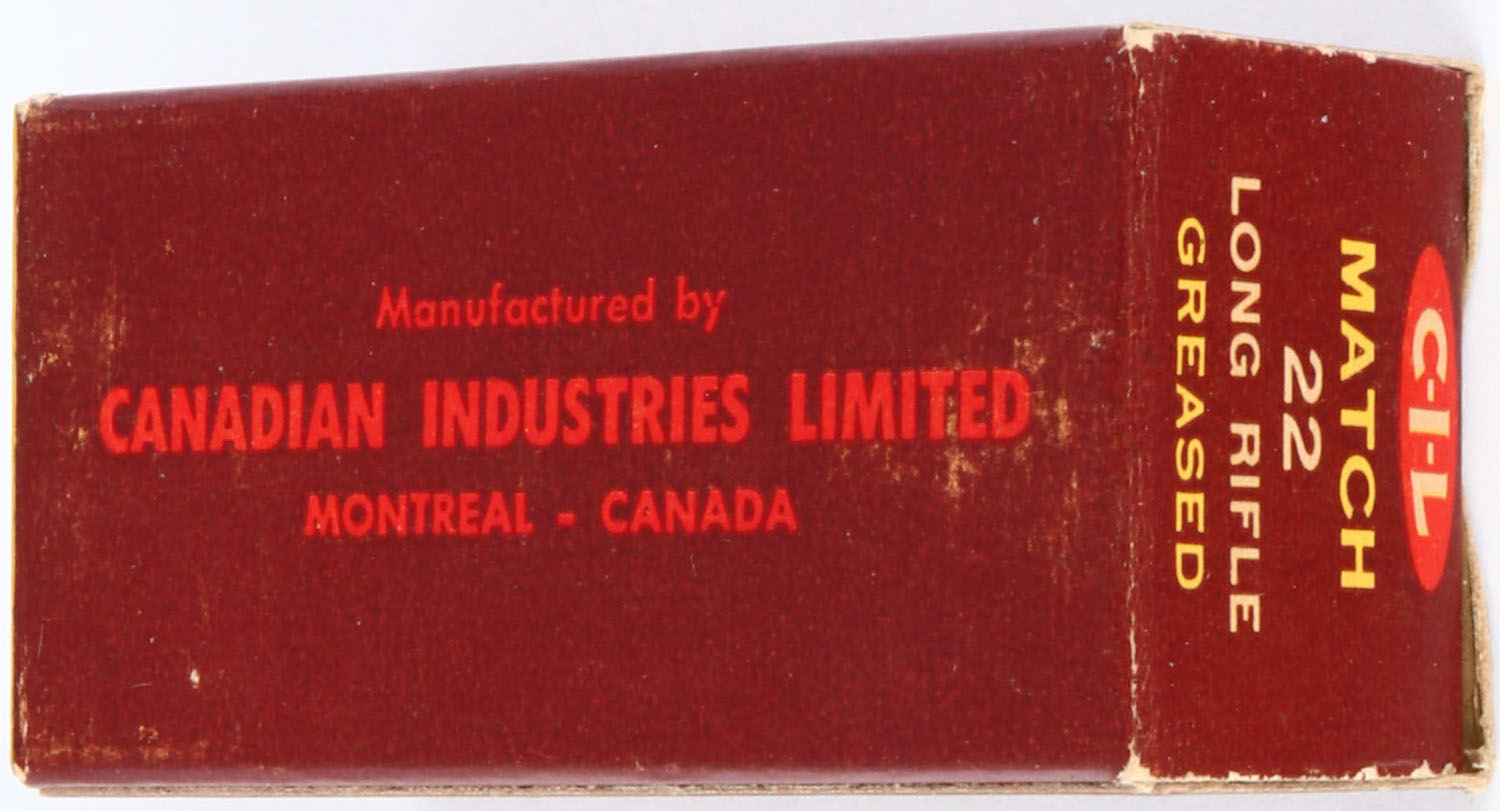 Manufactured by
CANADIAN INDUSTRIES LIMITED
MONTREAL - CANADA
C-I-L
MATCH
22
LONG RIFLE
GREASED